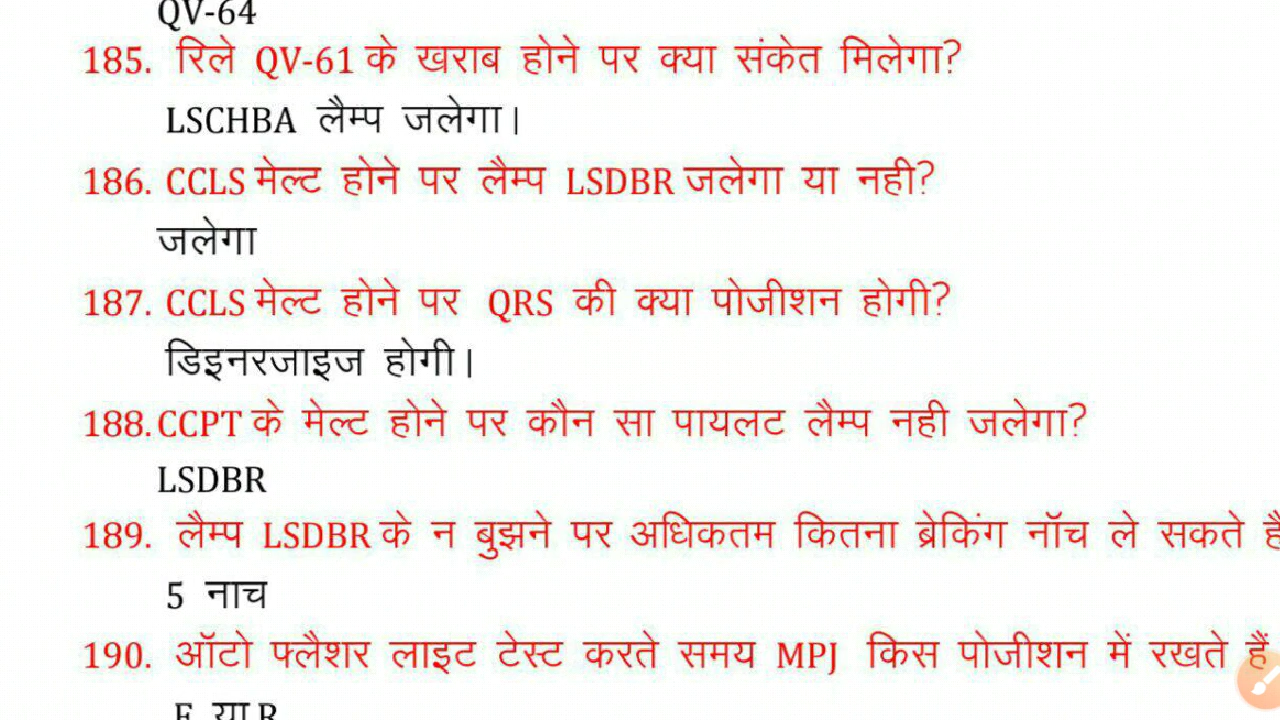 QV-64
185. रिले QV-61 के खराब होने पर क्या संकेत मिलेगा?
LSCHBA लैम्प जलेगा।
186. CCLS मेल्ट होने पर लैम्प LSDBR जलेगा या नही?
जलेगा
187. CCLS मेल्ट होने पर QRS की क्या पोजीशन होगी?
डिइनरजाइज होगी।
188. CCPT के मेल्ट होने पर कौन सा पायलट लैम्प नही जलेगा?
LSDBR
189. लैम्प LSDBR के न बुझने पर अधिकतम कितना ब्रेकिंग नॉच ले सकते है
5 नाच
190. ऑटो फ्लैशर लाइट टेस्ट करते समय MPJ किस पोजीशन में रखते हैं
F या R